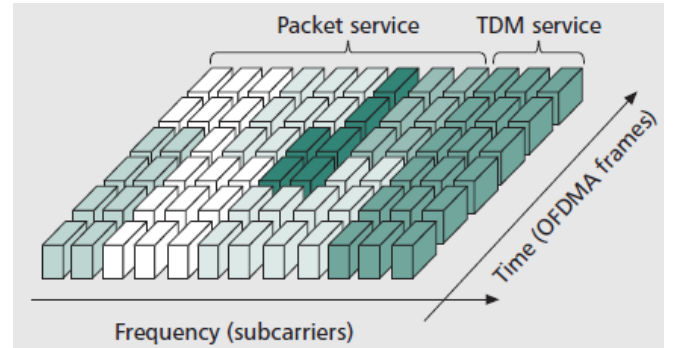 Packet service
TDM service
Time (OFDMA frames)
Frequency (subcarriers)